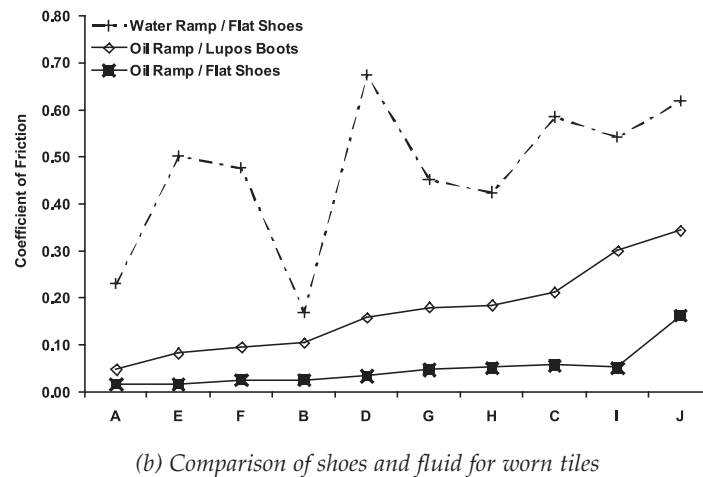 0.80
0.70
0.60
0.50
0.40
0.30
0.20
0.10
0.00
Coefficient of Friction
Water Ramp / Flat Shoes
Oil Ramp / Lupos Boots
Oil Ramp / Flat Shoes
A E F B D G H C I J
(b) Comparison of shoes and fluid for worn tiles